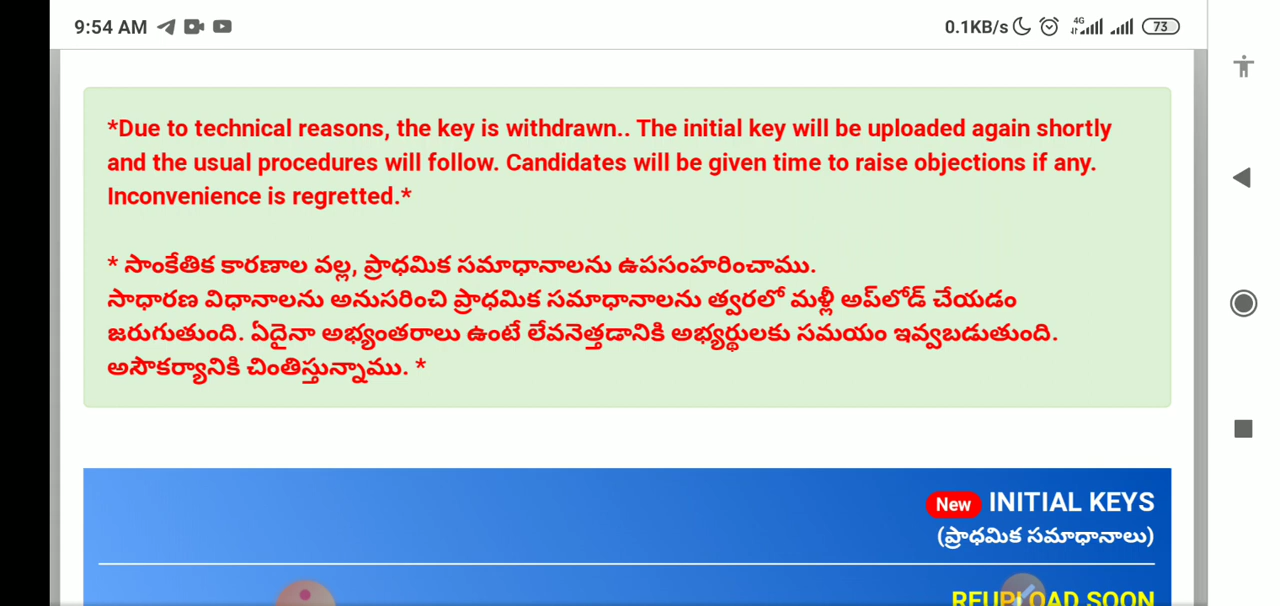 9:54 AM
0.1KB/s 4G 73
*Due to technical reasons, the key is withdrawn.. The initial key will be uploaded again shortly
and the usual procedures will follow. Candidates will be given time to raise objections if any.
Inconvenience is regretted.*
* సాంకేతిక కారణాల వల్ల, ప్రాధమిక సమాధానాలను ఉపసంహరించాము.
సాధారణ విధానాలను అనుసరించి ప్రాధమిక సమాధానాలను త్వరలో మళ్లీ అప్‌లోడ్ చేయడం
జరుగుతుంది. ఏదైనా అభ్యంతరాలు ఉంటే లేవనెత్తడానికి అభ్యర్థులకు సమయం ఇవ్వబడుతుంది.
అసౌకర్యానికి చింతిస్తున్నాము. *
New INITIAL KEYS
(ప్రాధమిక సమాధానాలు)
REUPLOAD SOON